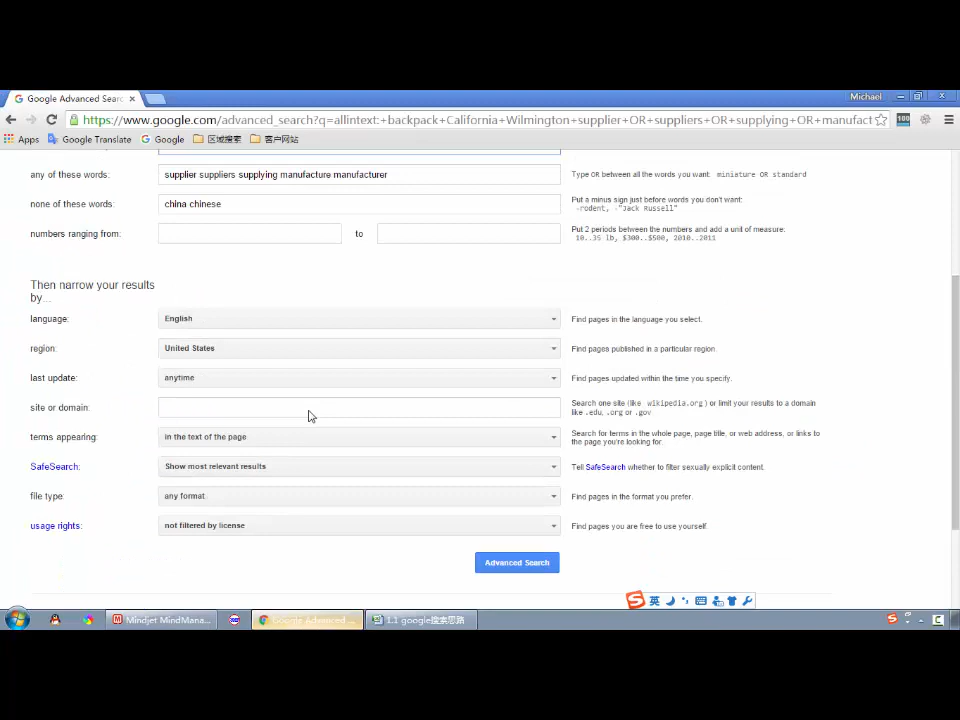 Google Advanced Searc
Michael
https://www.google.com/advanced_search?q=allintext:+backpack+California+Wilmington+supplier+OR+suppliers+OR+supplying+OR+manufact
100
Apps
Google Translate
Google
区域搜索
客户网站
any of these words:
supplier suppliers supplying manufacture manufacturer
Type OR between all the words you want: miniature OR standard
none of these words:
china chinese
Put a minus sign just before words you don't want:
-rodent, -"Jack Russell"
numbers ranging from:
to
Put 2 periods between the numbers and add a unit of measure:
10..35 lb, $300..$500, 2010..2011
Then narrow your results
by...
language:
English
Find pages in the language you select.
region:
United States
Find pages published in a particular region.
last update:
anytime
Find pages updated within the time you specify.
site or domain:
Search one site (like wikipedia.org ) or limit your results to a domain
like .edu, .org or .gov
terms appearing:
in the text of the page
Search for terms in the whole page, page title, or web address, or links to
the page you're looking for.
SafeSearch:
Show most relevant results
Tell SafeSearch whether to filter sexually explicit content.
file type:
any format
Find pages in the format you prefer.
usage rights:
not filtered by license
Find pages you are free to use yourself.
Advanced Search
英
Mindjet MindMana...
Google Advanced ...
1.1 google搜索思路